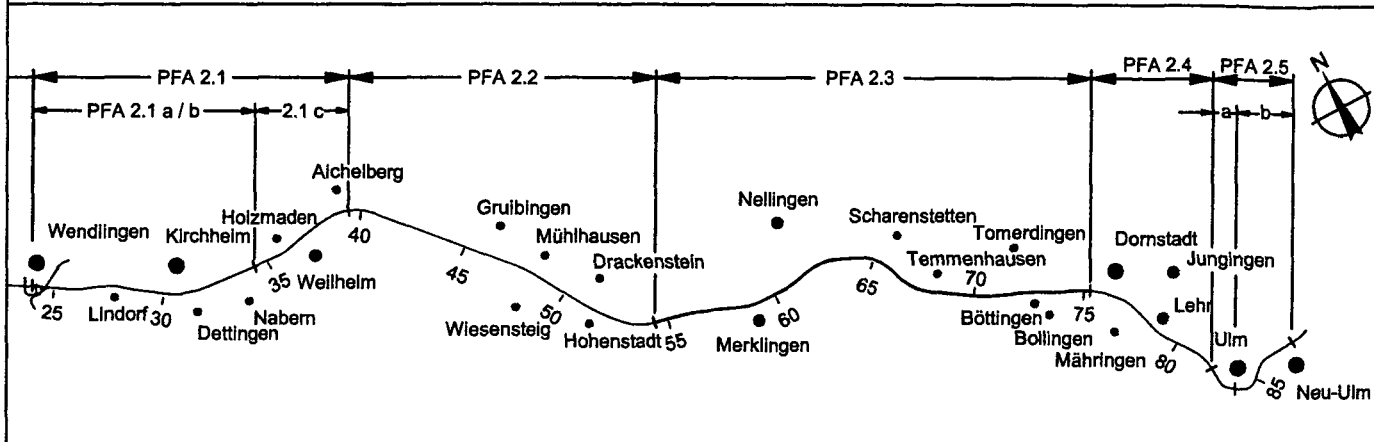 PFA 2.1
PFA 2.2
PFA 2.3
PFA 2.4
PFA 2.5
PFA 2.1 a / b
2.1 c
a
b
N
Aichelberg
Wendlingen
Holzmaden
Kirchheim
40
Gruibingen
Mühlhausen
Drackenstein
Nellingen
Scharenstetten
Tomerdingen
Temmenhausen
Dornstadt
Jungingen
25
Lindorf
30
Dettingen
Nabern
35
Weilheim
45
Wiesensteig
50
Hohenstadt
55
Merklingen
60
65
70
Böttingen
Bollingen
Mähringen
75
Lehr
80
Ulm
85
Neu-Ulm